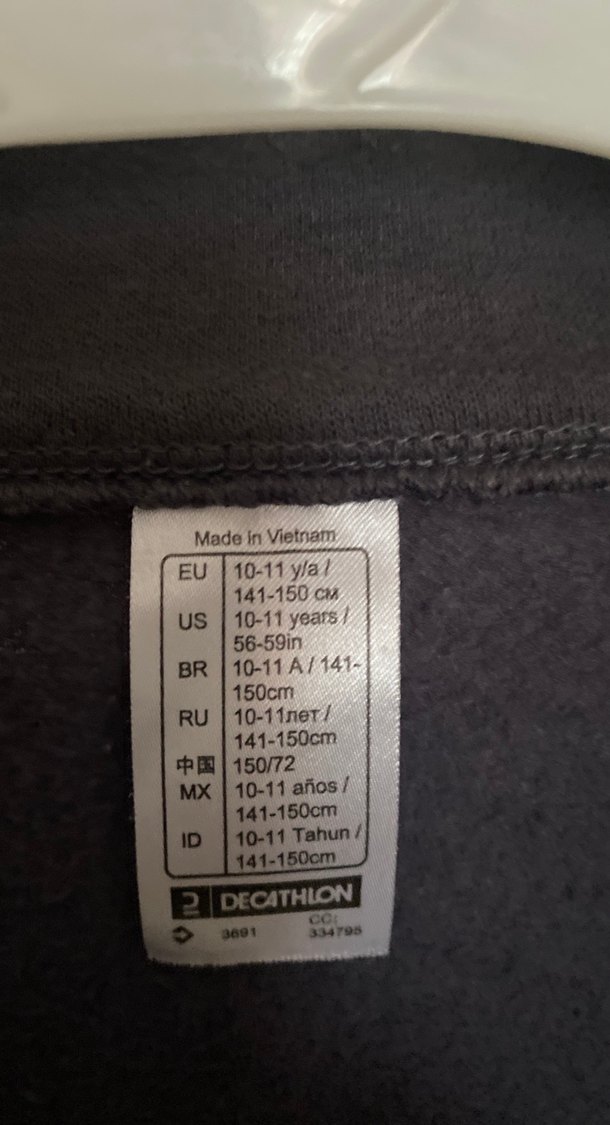 Made in Vietnam
EU 10-11 y/a /
141-150 см
US 10-11 years /
56-59in
BR 10-11 A / 141-
150cm
RU 10-11лет /
141-150cm
中国 150/72
MX 10-11 años /
141-150cm
ID 10-11 Tahun /
141-150cm
DECATHLON
3691 CC:
334795